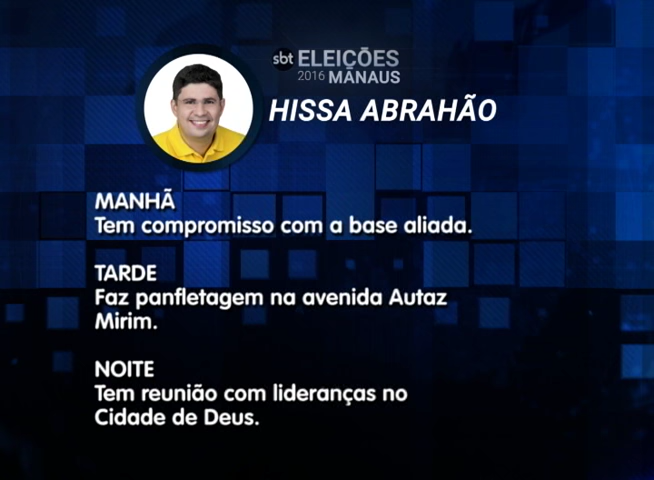 sbt ELEIÇÕES
2016 MANAUS
HISSA ABRAHÃO
MANHÃ
Tem compromisso com a base aliada.
TARDE
Faz panfletagem na avenida Autaz
Mirim.
NOITE
Tem reunião com lideranças no
Cidade de Deus.